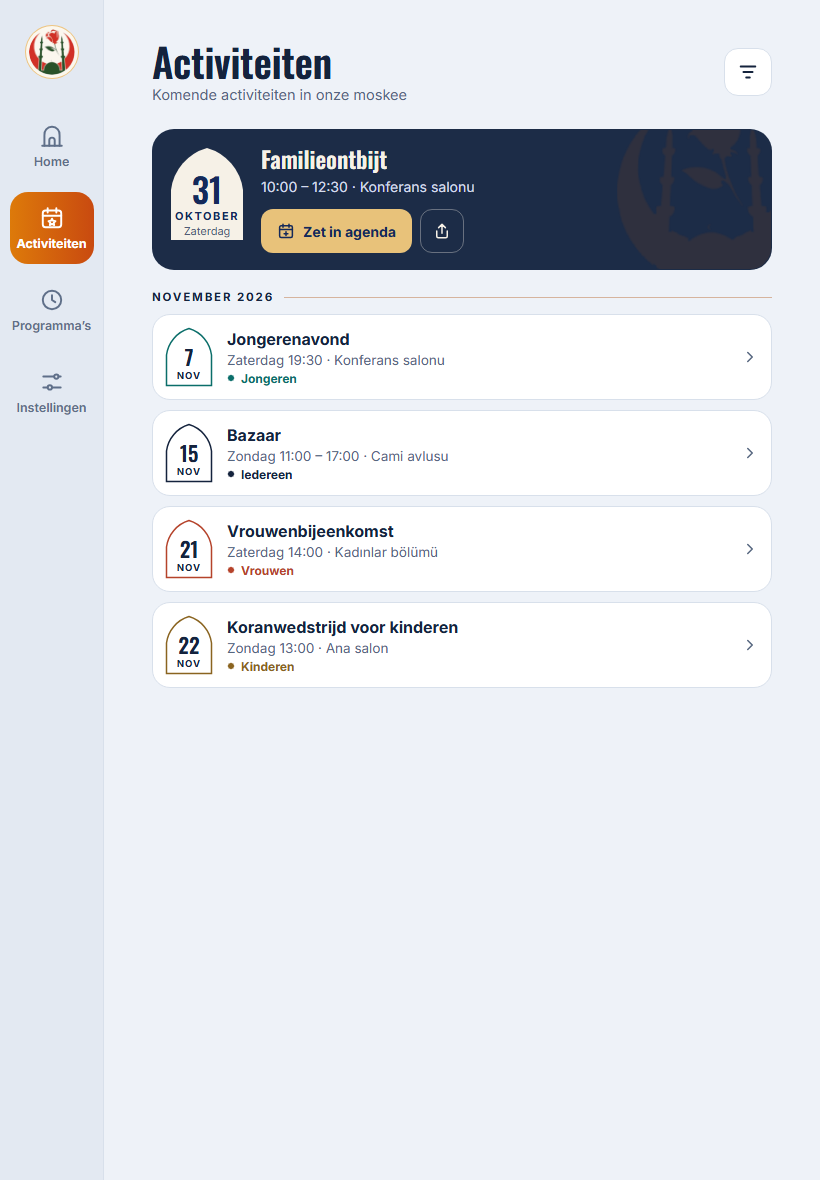 Activiteiten
Komende activiteiten in onze moskee
Home
Activiteiten
Programma's
Instellingen
31
OKTOBER
Zaterdag
Familieontbijt
10:00 – 12:30 · Konferans salonu
Zet in agenda
NOVEMBER 2026
7
NOV
Jongerenavond
Zaterdag 19:30 · Konferans salonu
Jongeren
15
NOV
Bazaar
Zondag 11:00 – 17:00 · Cami avlusu
Iedereen
21
NOV
Vrouwenbijeenkomst
Zaterdag 14:00 · Kadınlar bölümü
Vrouwen
22
NOV
Koranwedstrijd voor kinderen
Zondag 13:00 · Ana salon
Kinderen